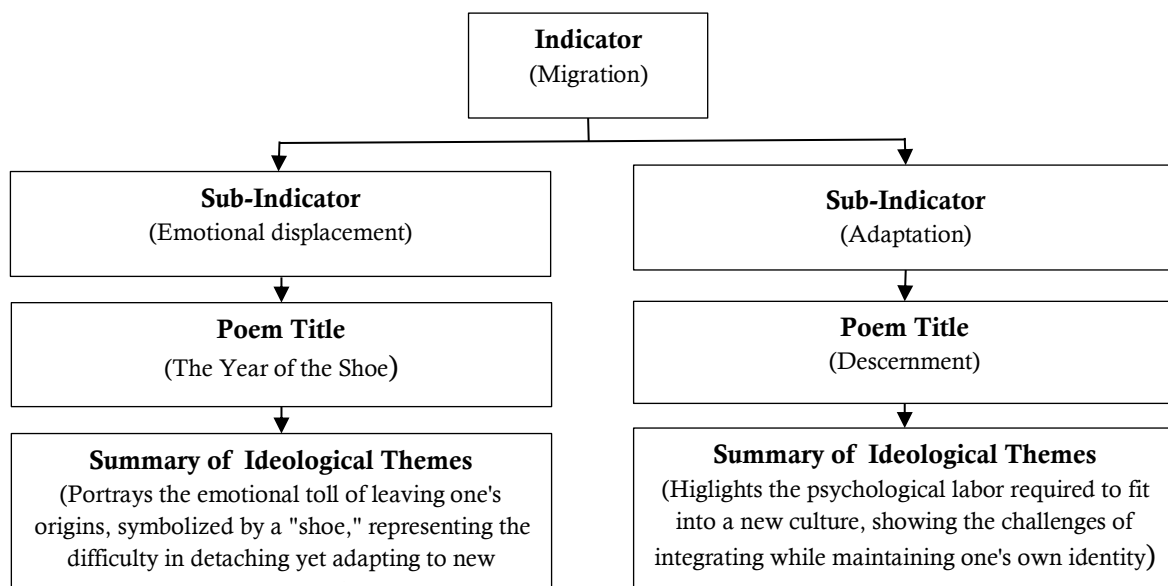 Indicator
(Migration)
Sub-Indicator
(Emotional displacement)
Sub-Indicator
(Adaptation)
Poem Title
(The Year of the Shoe)
Poem Title
(Descernment)
Summary of Ideological Themes
(Portrays the emotional toll of leaving one's
origins, symbolized by a "shoe," representing the
difficulty in detaching yet adapting to new
Summary of Ideological Themes
(Higlights the psychological labor required to fit
into a new culture, showing the challenges of
integrating while maintaining one's own identity)